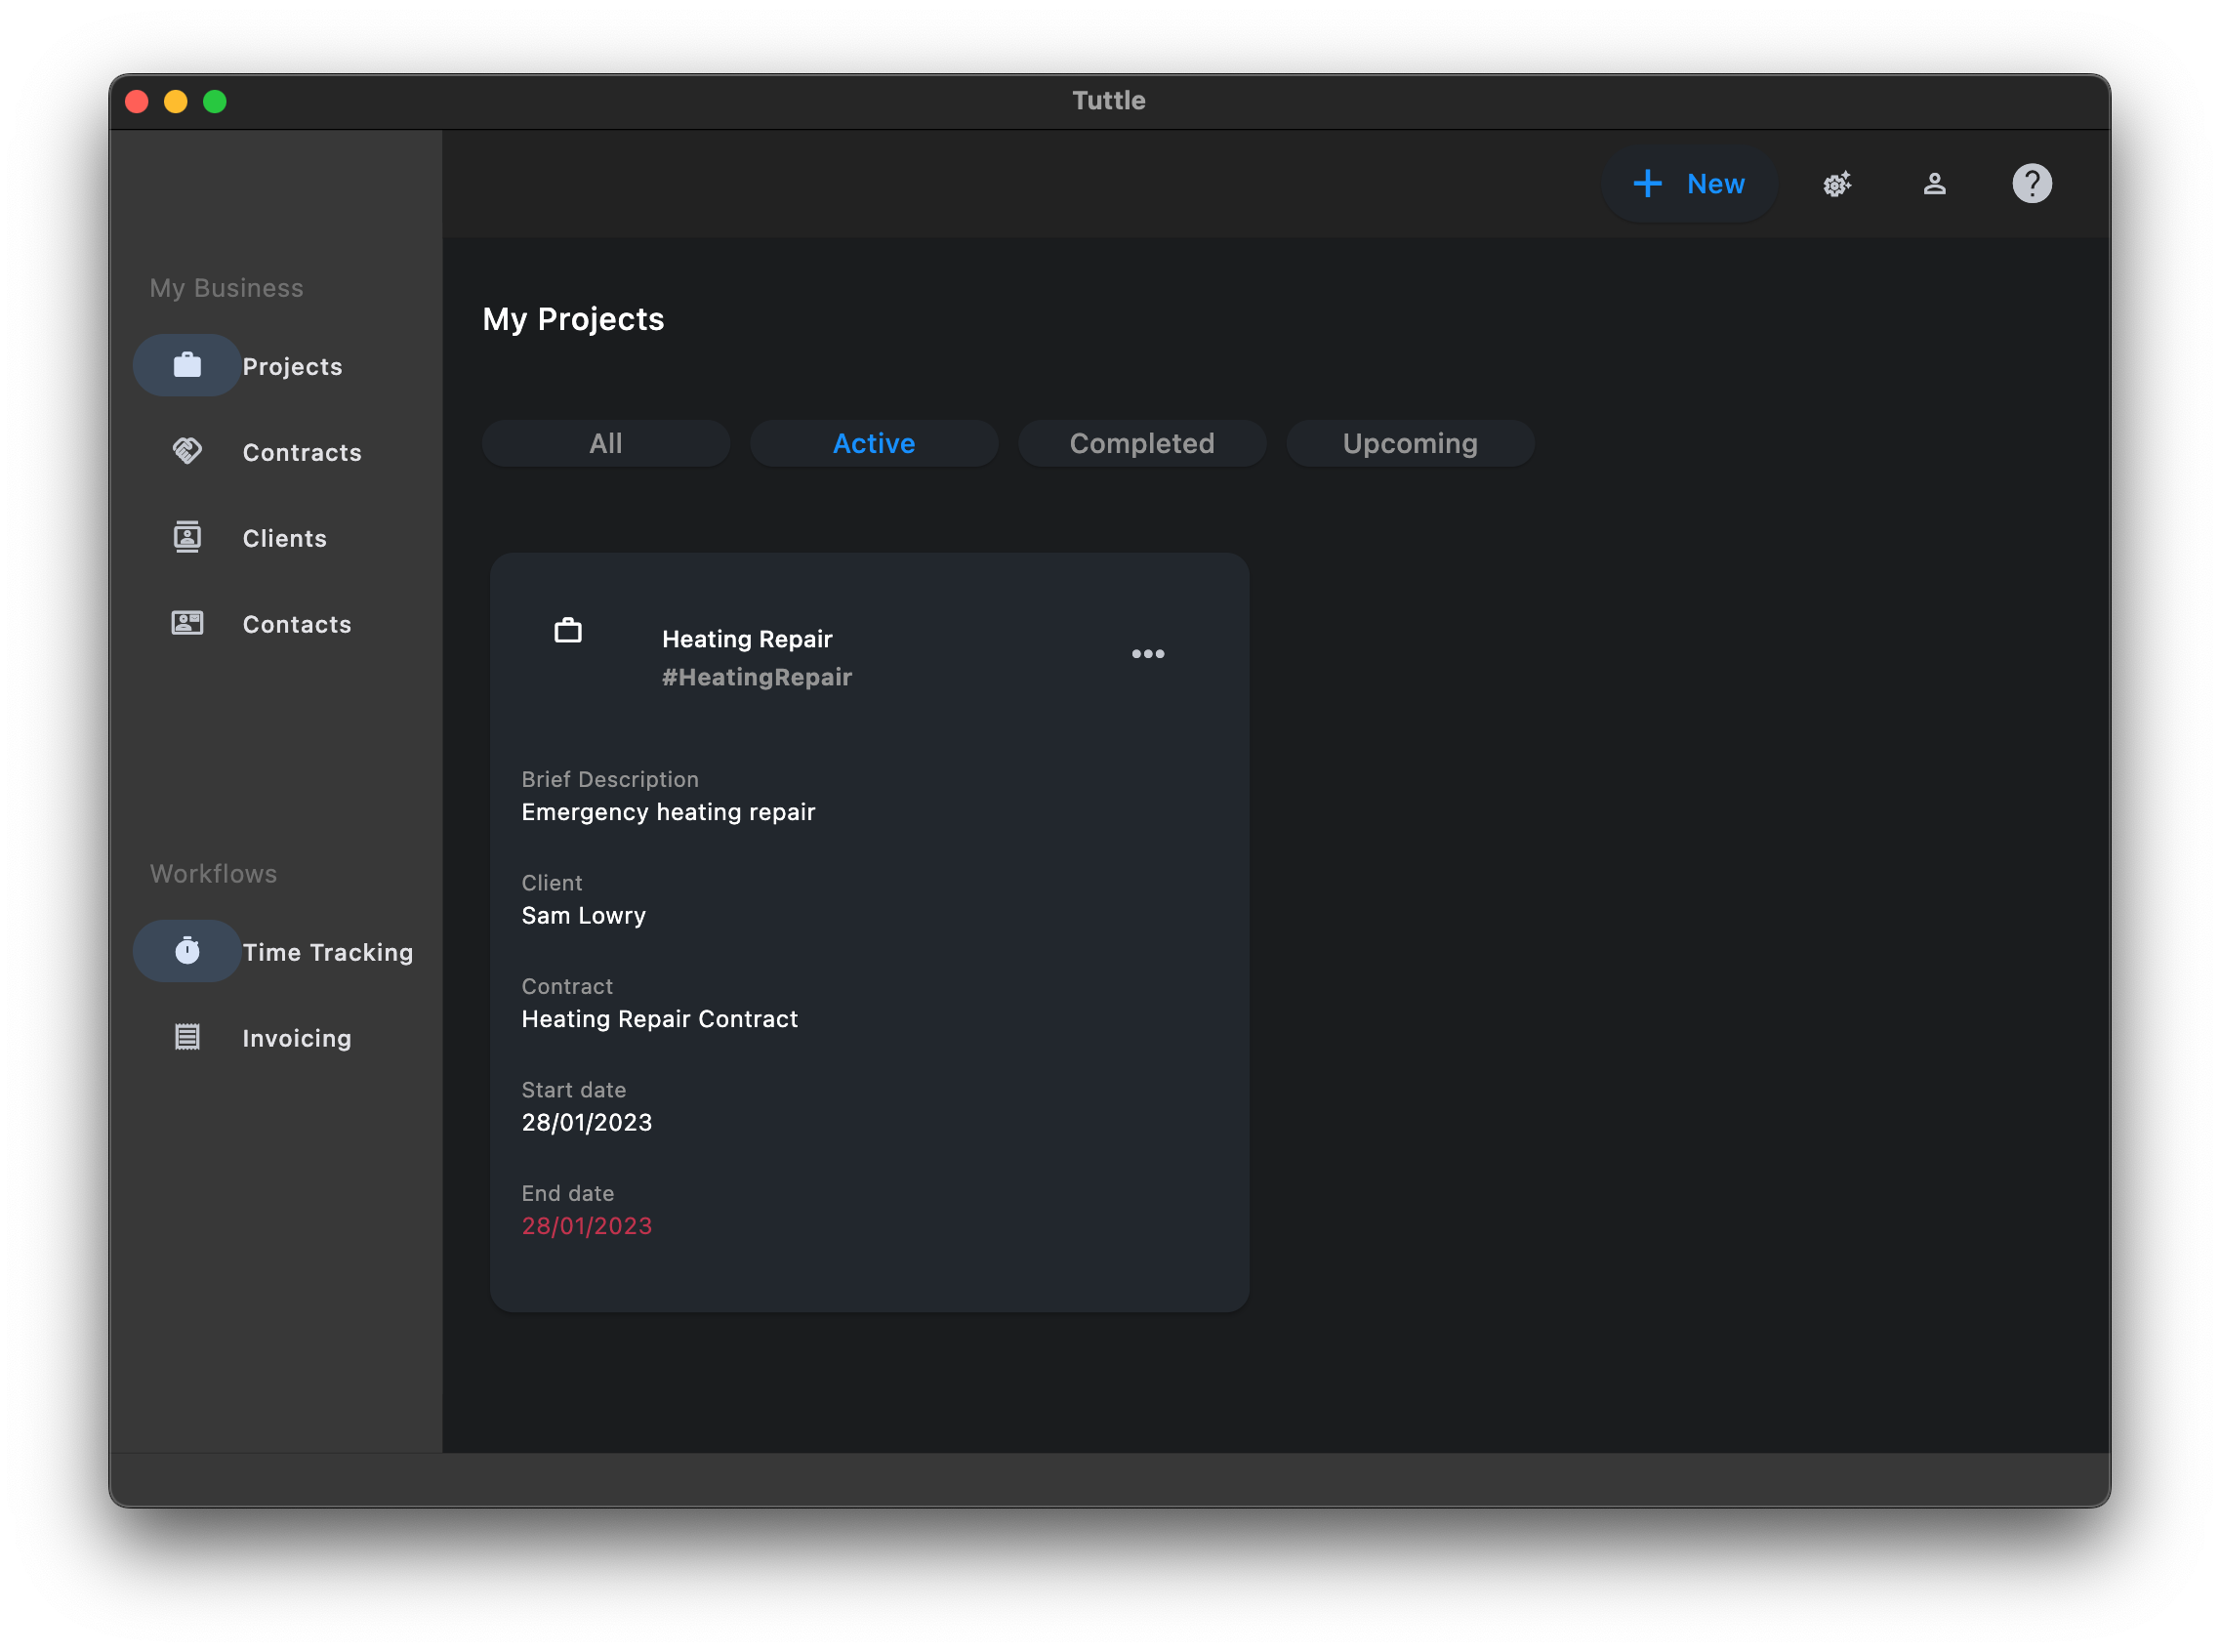 Tuttle
New
?
My Business
Projects
Contracts
Clients
Contacts
Workflows
Time Tracking
Invoicing
My Projects
All
Active
Completed
Upcoming
Heating Repair
#HeatingRepair
Brief Description
Emergency heating repair
Client
Sam Lowry
Contract
Heating Repair Contract
Start date
28/01/2023
End date
28/01/2023